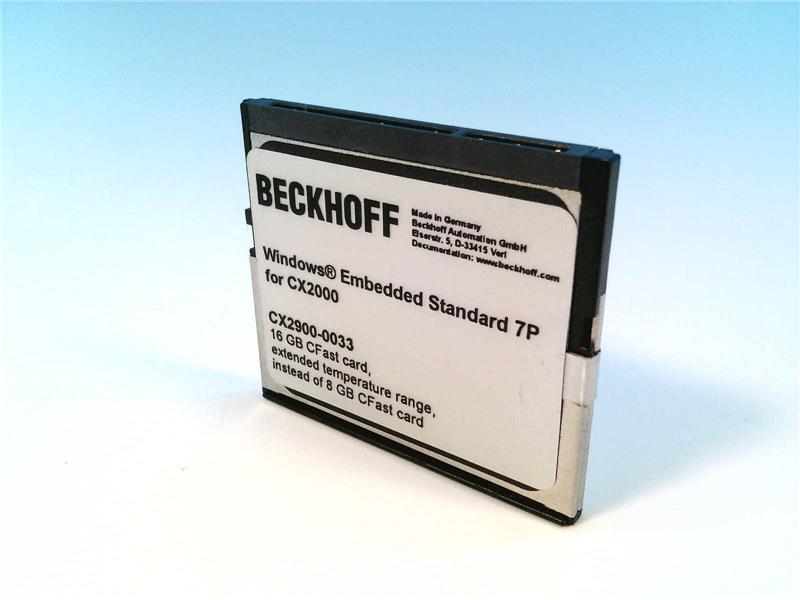 BECKHOFF
Made in Germany
Beckhoff Automation GmbH
Eiserstr. 5, D-33415 Verl
Documentation: www.beckhoff.com
Windows® Embedded Standard 7P
for CX2000
CX2900-0033
16 GB CFast card,
extended temperature range,
instead of 8 GB CFast card